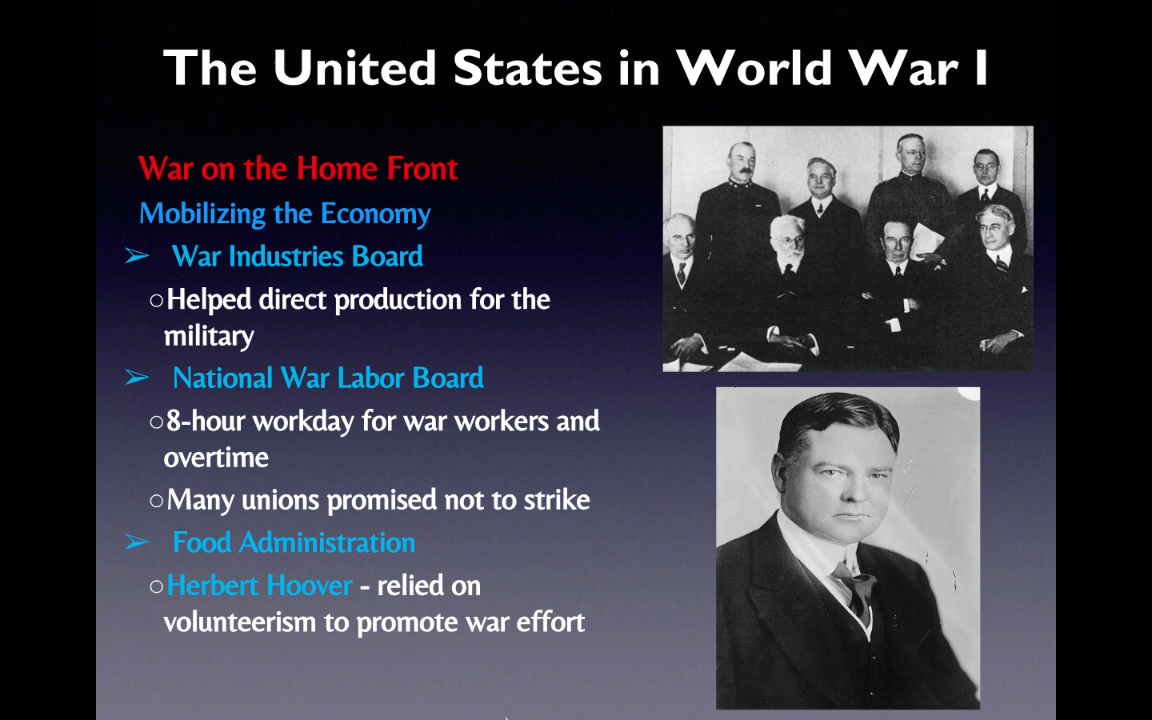 The United States in World War I
War on the Home Front
Mobilizing the Economy
➢ War Industries Board
○Helped direct production for the
military
➢ National War Labor Board
○8-hour workday for war workers and
overtime
○Many unions promised not to strike
➢ Food Administration
○Herbert Hoover - relied on
volunteerism to promote war effort